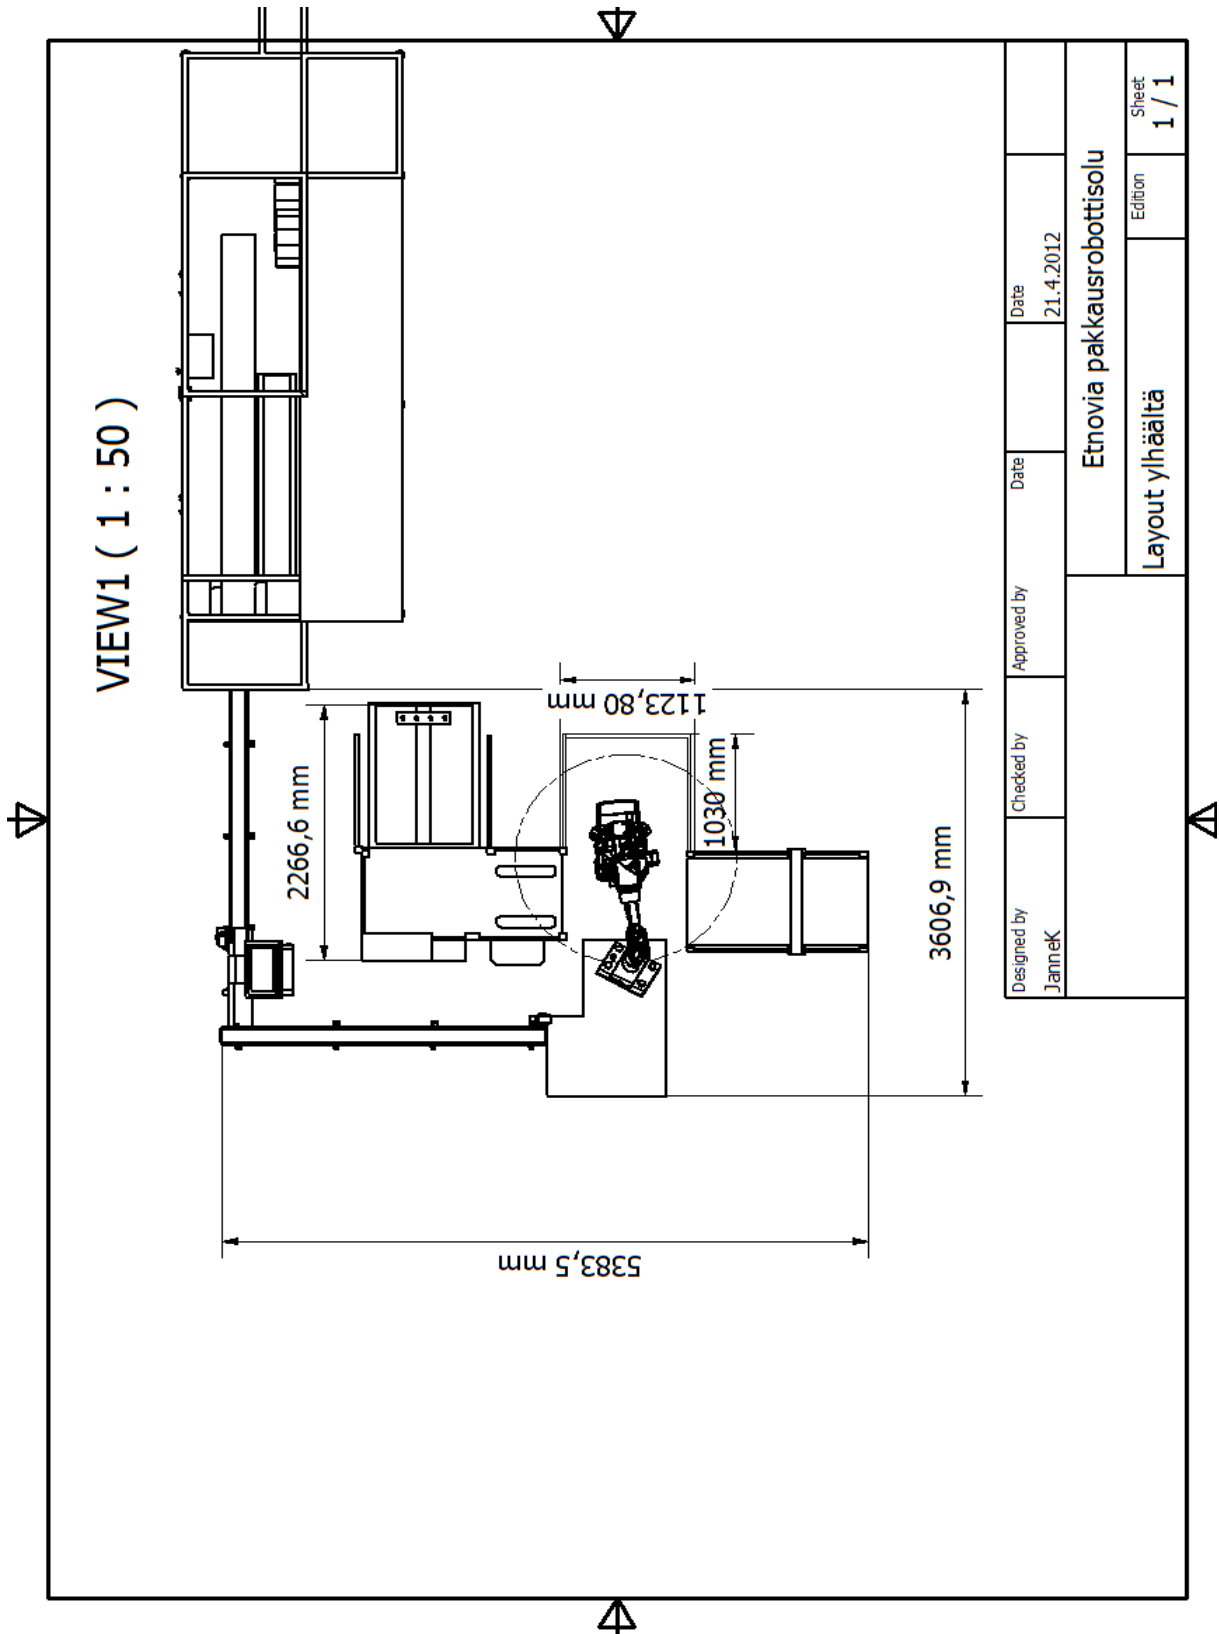 VIEW1 ( 1 : 50 )
2266,6 mm
1123,80 mm
1030 mm
3606,9 mm
5383,5 mm
Designed by
JanneK
Checked by
Approved by
Date
Date
21.4.2012
Etnovia pakkausrobottisolu
Layout ylhäältä
Edition
Sheet
1 / 1